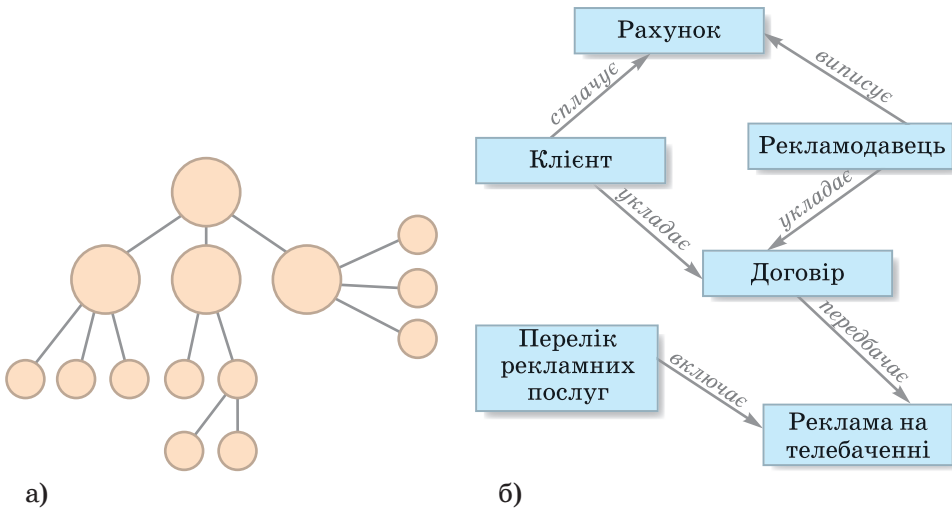 Рахунок
сплачує
виписує
Клієнт
Рекламодавець
укладає
укладає
Договір
передбачає
Перелік
рекламних
послуг
включає
Реклама на
телебаченні
а)
б)